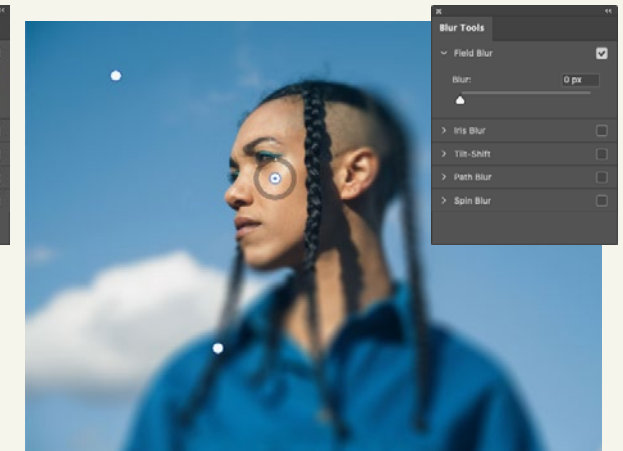 Blur Tools
Field Blur
Blur:
0 px
Iris Blur
Tilt-Shift
Path Blur
Spin Blur